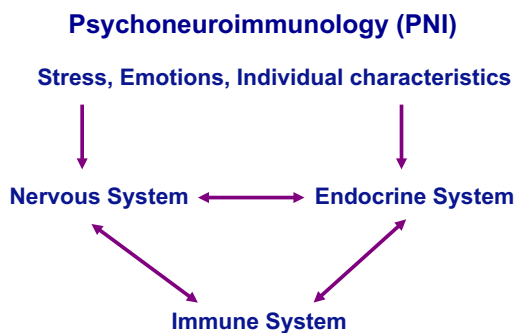 Psychoneuroimmunology (PNI)
Stress, Emotions, Individual characteristics
Nervous System
Endocrine System
Immune System